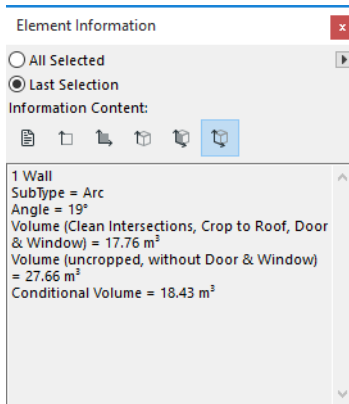 Element Information
x
All Selected
Last Selection
Information Content:
1 Wall
SubType = Arc
Angle = 19°
Volume (Clean Intersections, Crop to Roof, Door
& Window) = 17.76 m³
Volume (uncropped, without Door & Window)
= 27.66 m³
Conditional Volume = 18.43 m³